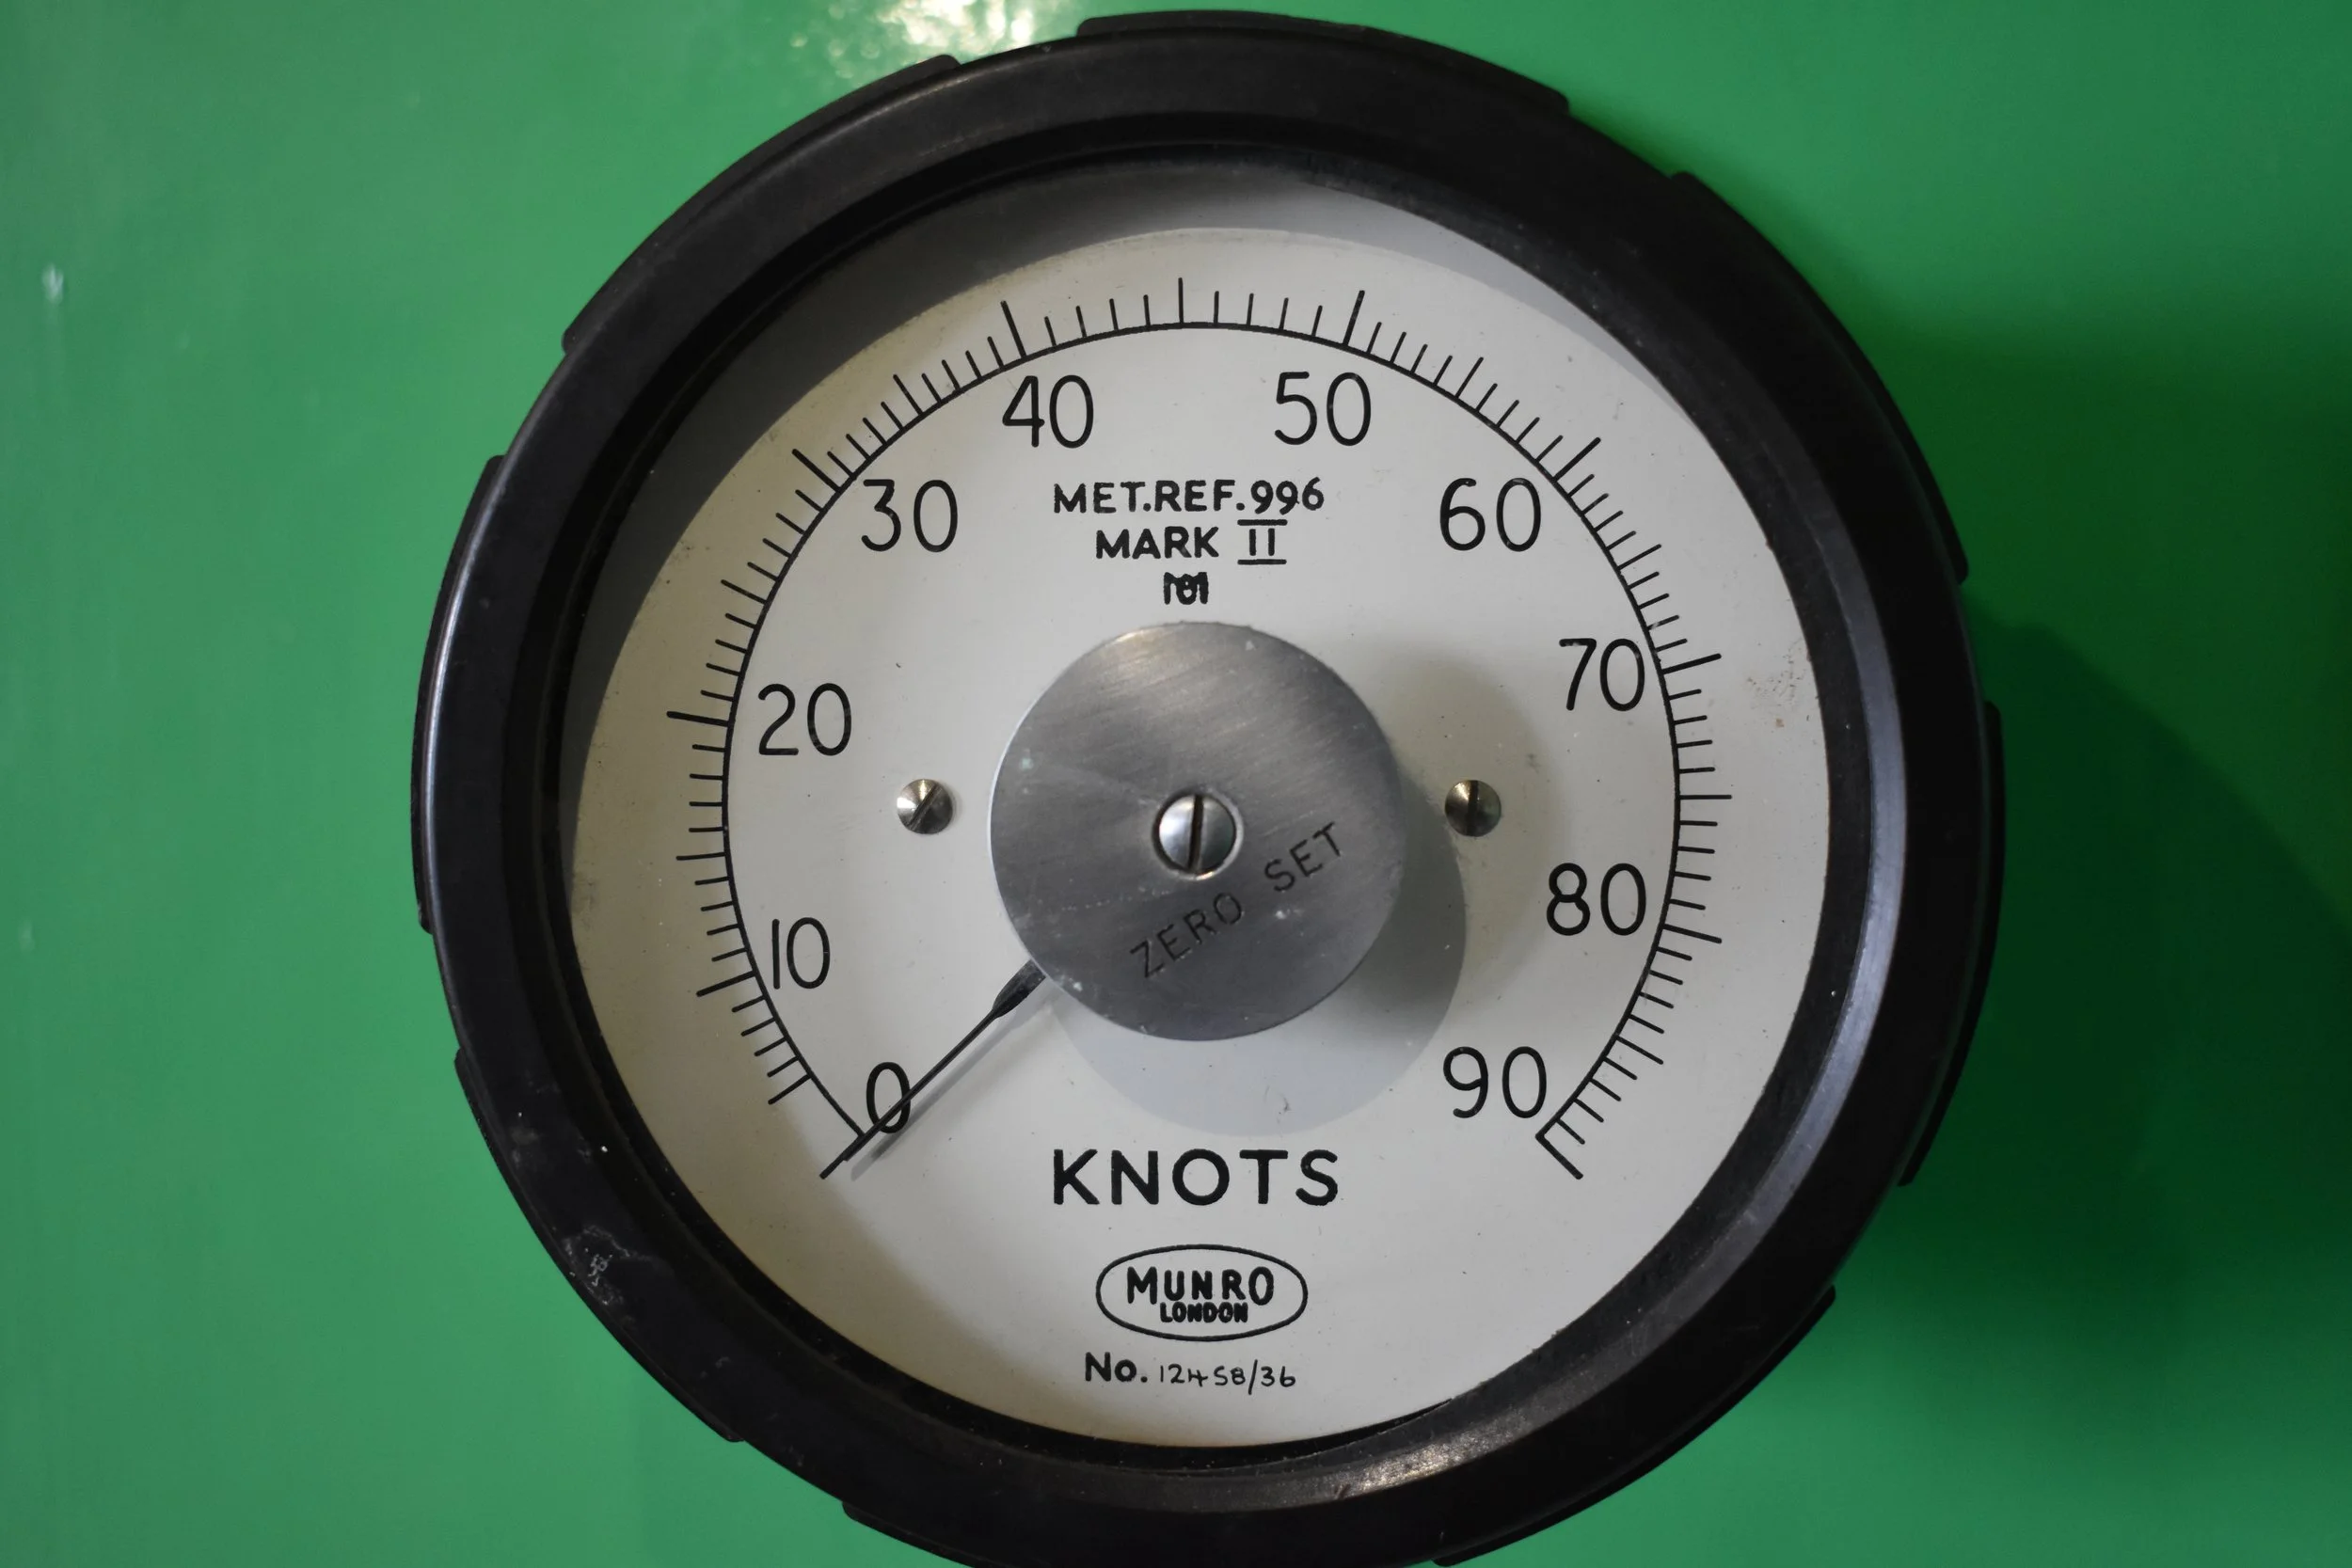 40 50
30 60
MET.REF.996
MARK II
20 70
10 80
0 90
ZERO SET
KNOTS
MUNRO
LONDON
No. 12458/36